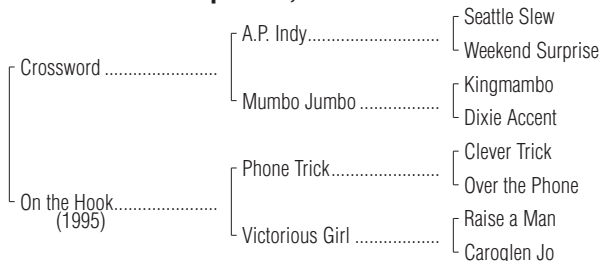 Seattle Slew
A.P. Indy
Weekend Surprise
Crossword
Kingmambo
Mumbo Jumbo
Dixie Accent
Clever Trick
Phone Trick
Over the Phone
On the Hook
(1995)
Raise a Man
Victorious Girl
Caroglen Jo